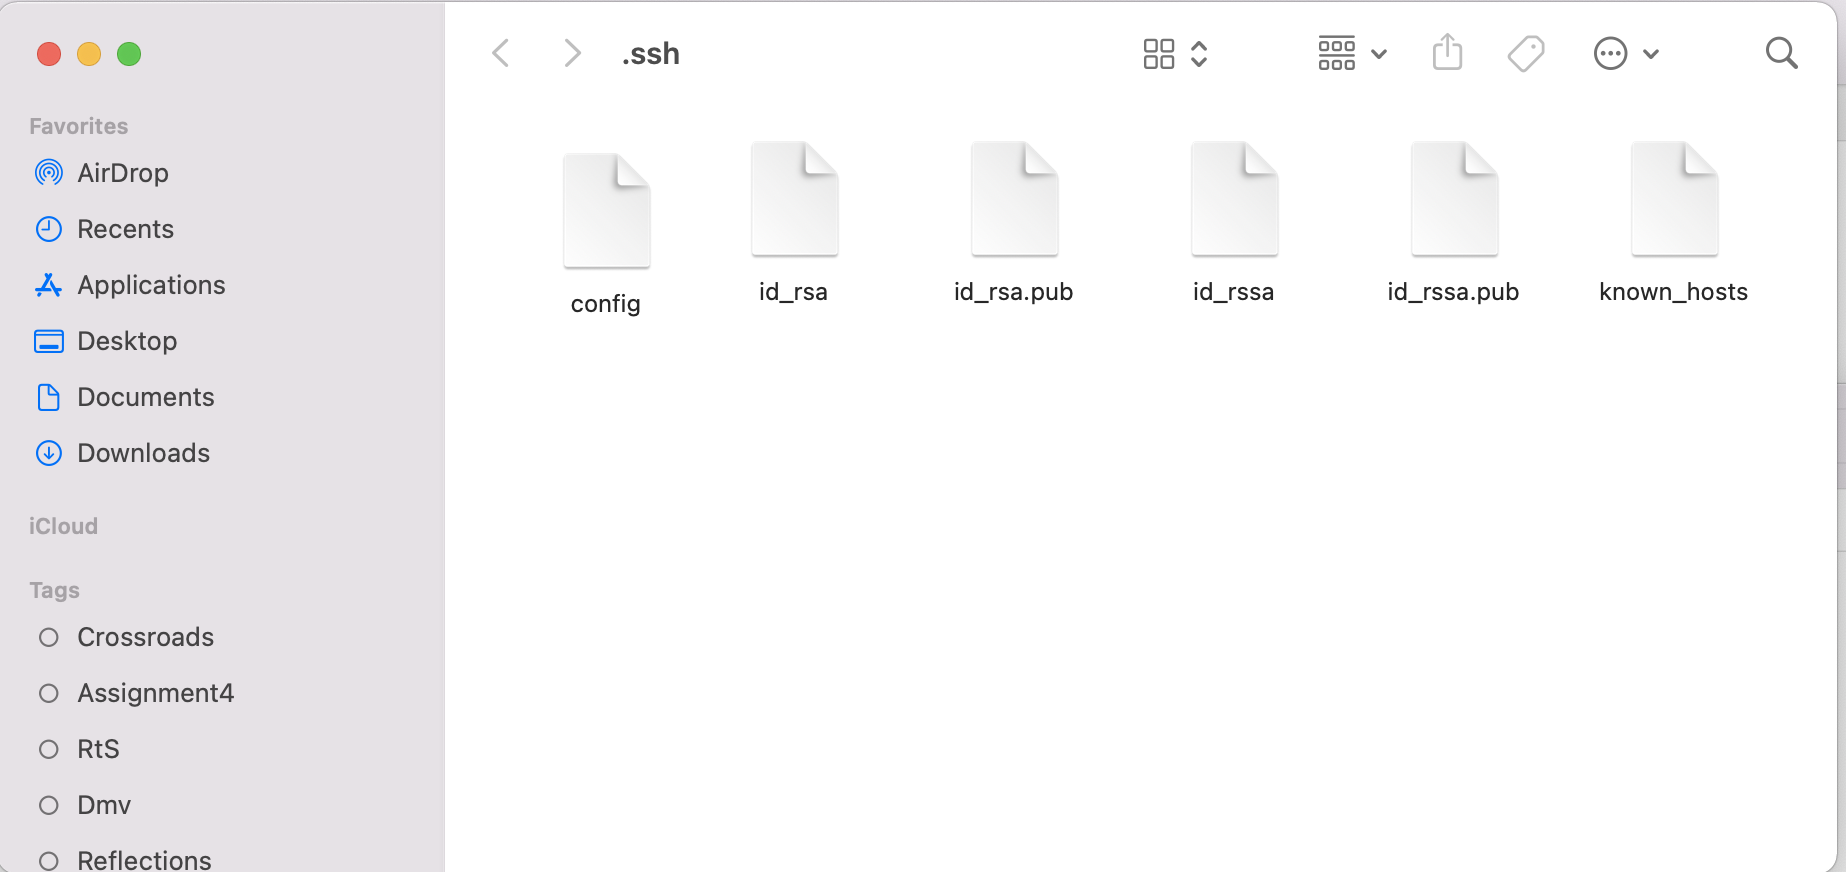 .ssh
Favorites
AirDrop
Recents
Applications
Desktop
Documents
Downloads
iCloud
Tags
Crossroads
Assignment4
RtS
Dmv
Reflections
config
id_rsa
id_rsa.pub
id_rssa
id_rssa.pub
known_hosts